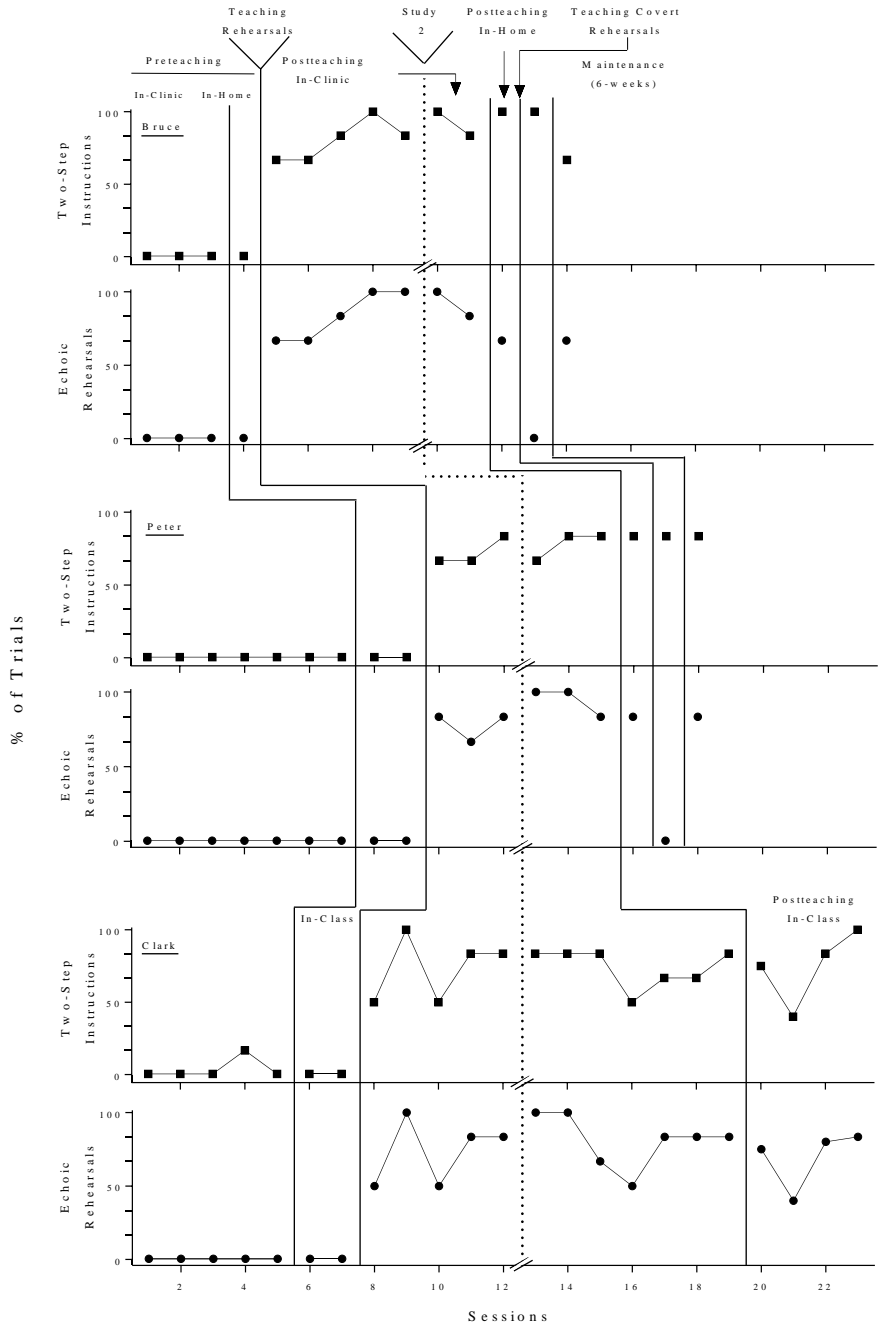 Teaching
Rehearsals
Study
2
Postteaching
In-Home
Teaching Covert
Rehearsals
Preteaching
Postteaching
In-Clinic
Maintenance
(6-weeks)
In-Clinic
In-Home
Bruce
Two-Step
Instructions
100
50
0
Echoic
Rehearsals
100
50
0
Peter
Two-Step
Instructions
100
50
0
% of Trials
Echoic
Rehearsals
100
50
0
In-Class
Postteaching
In-Class
Clark
Two-Step
Instructions
100
50
0
Echoic
Rehearsals
100
50
0
2 4 6 8 10 12 14 16 18 20 22
Sessions